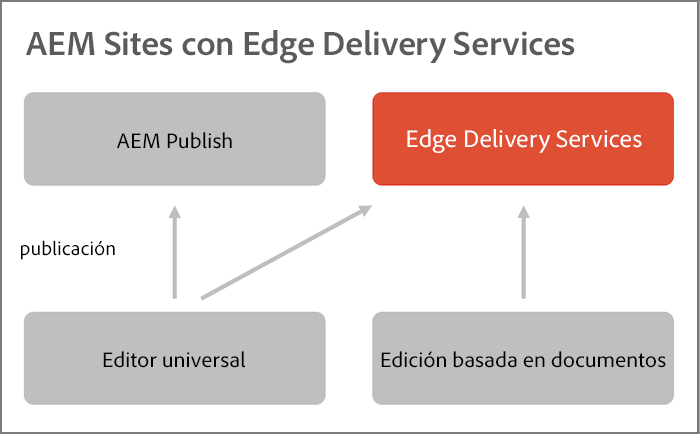 AEM Sites con Edge Delivery Services
AEM Publish
Edge Delivery Services
publicación
Editor universal
Edición basada en documentos